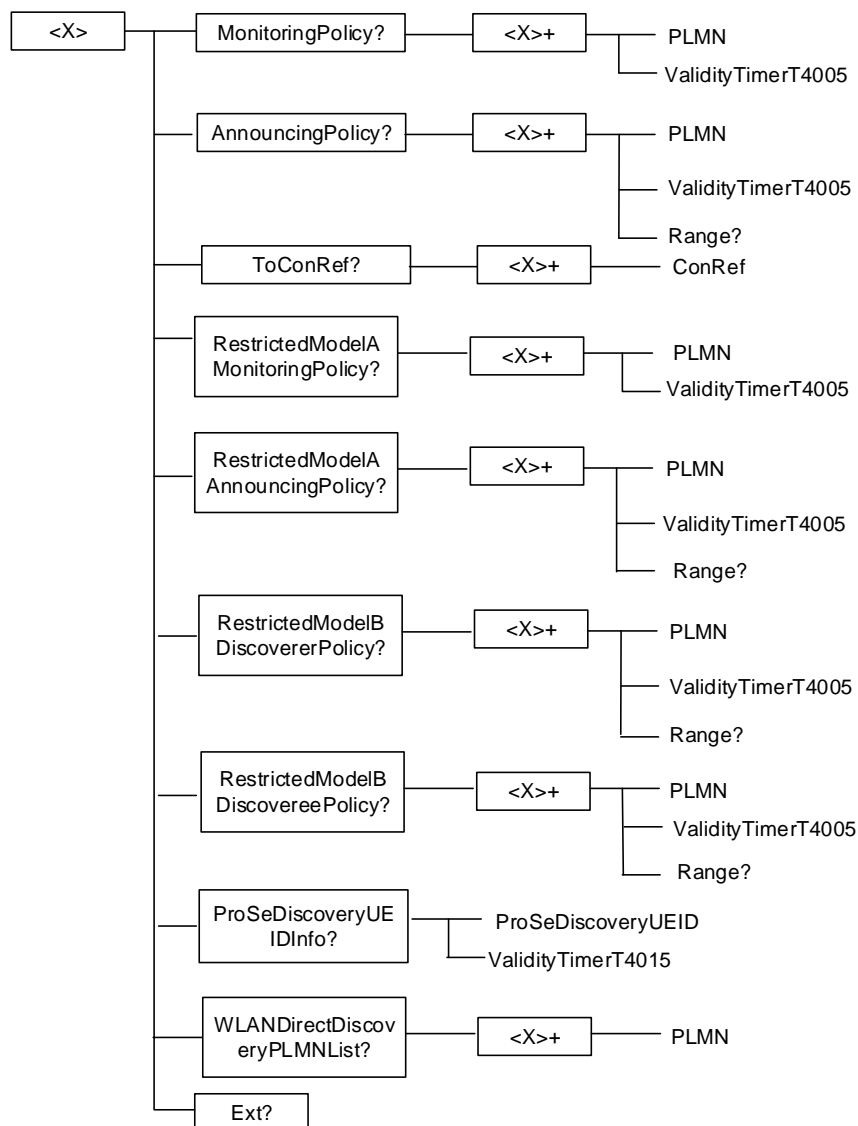 <X>
MonitoringPolicy?
<X>+
PLMN
ValidityTimerT4005
AnnouncingPolicy?
<X>+
PLMN
ValidityTimerT4005
Range?
ToConRef?
<X>+
ConRef
RestrictedModelA
MonitoringPolicy?
<X>+
PLMN
ValidityTimerT4005
RestrictedModelA
AnnouncingPolicy?
<X>+
PLMN
ValidityTimerT4005
Range?
RestrictedModelB
DiscovererPolicy?
<X>+
PLMN
ValidityTimerT4005
Range?
RestrictedModelB
DiscovereePolicy?
<X>+
PLMN
ValidityTimerT4005
Range?
ProSeDiscoveryUE
IDInfo?
ProSeDiscoveryUEID
ValidityTimerT4015
WLANDirectDiscov
eryPLMNList?
<X>+
PLMN
Ext?